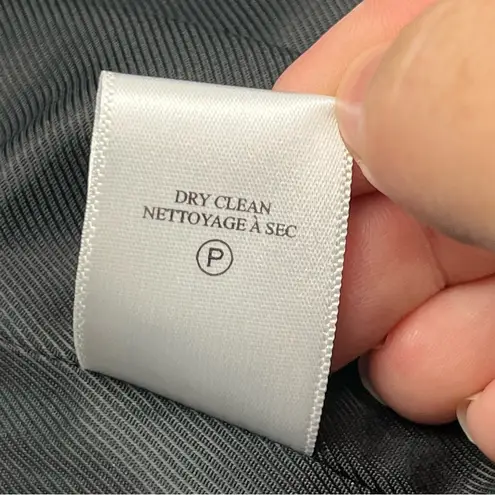 DRY CLEAN
NETTOYAGE À SEC
P